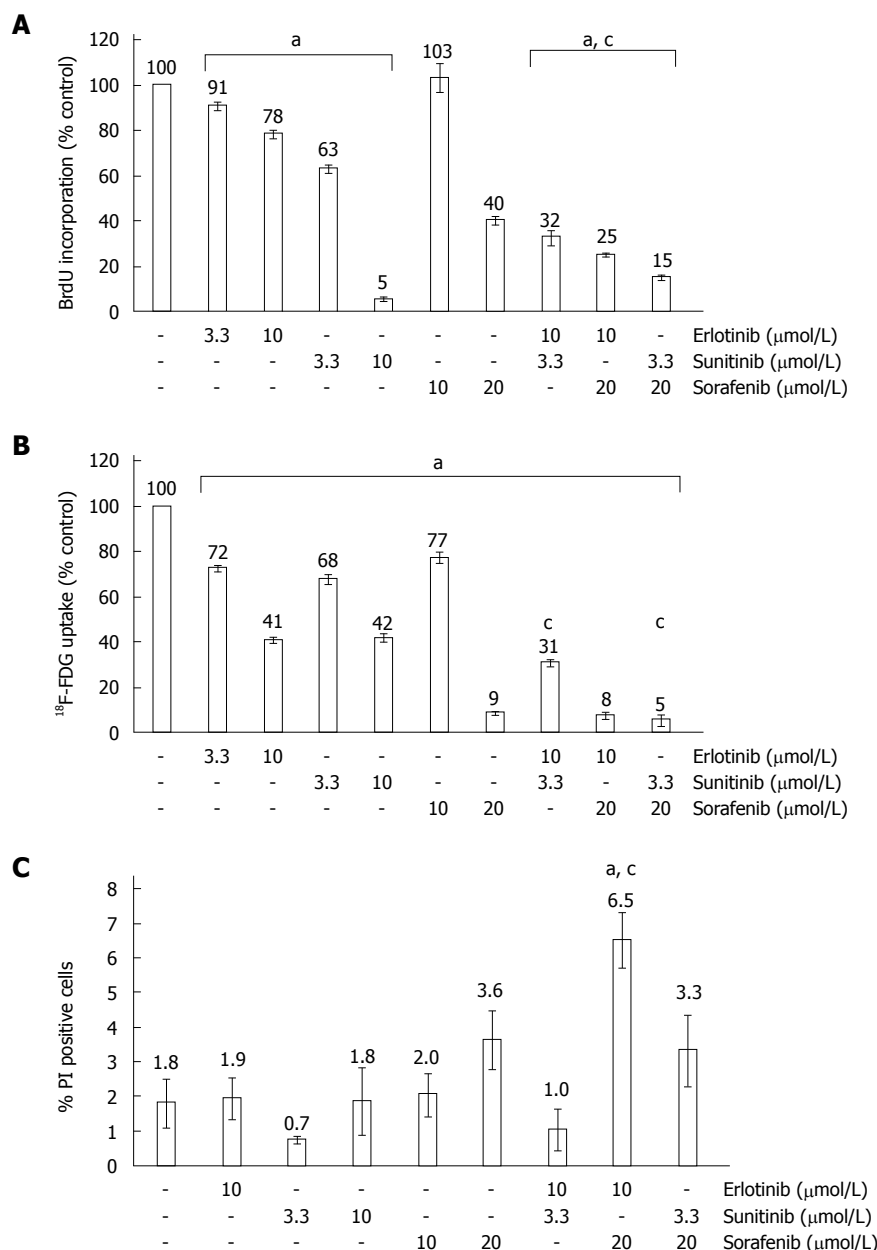 A
BrdU incorporation (% control)
120
100
80
60
40
20
0
a
a, c
100
91
78
63
5
103
40
32
25
15
- 3.3 10 - - - - 10 10 - Erlotinib (μmol/L)
- - - 3.3 10 - - 3.3 - 3.3 Sunitinib (μmol/L)
- - - - - 10 20 - 20 20 Sorafenib (μmol/L)
B
¹⁸F-FDG uptake (% control)
120
100
80
60
40
20
0
a
100
72
41
68
42
77
9
c
31
8
c
5
- 3.3 10 - - - - 10 10 - Erlotinib (μmol/L)
- - - 3.3 10 - - 3.3 - 3.3 Sunitinib (μmol/L)
- - - - - 10 20 - 20 20 Sorafenib (μmol/L)
C
% PI positive cells
8
7
6
5
4
3
2
1
0
1.8
1.9
0.7
1.8
2.0
3.6
1.0
a, c
6.5
3.3
- 10 - - - - 10 10 - Erlotinib (μmol/L)
- - 3.3 10 - - 3.3 - 3.3 Sunitinib (μmol/L)
- - - - 10 20 - 20 20 Sorafenib (μmol/L)